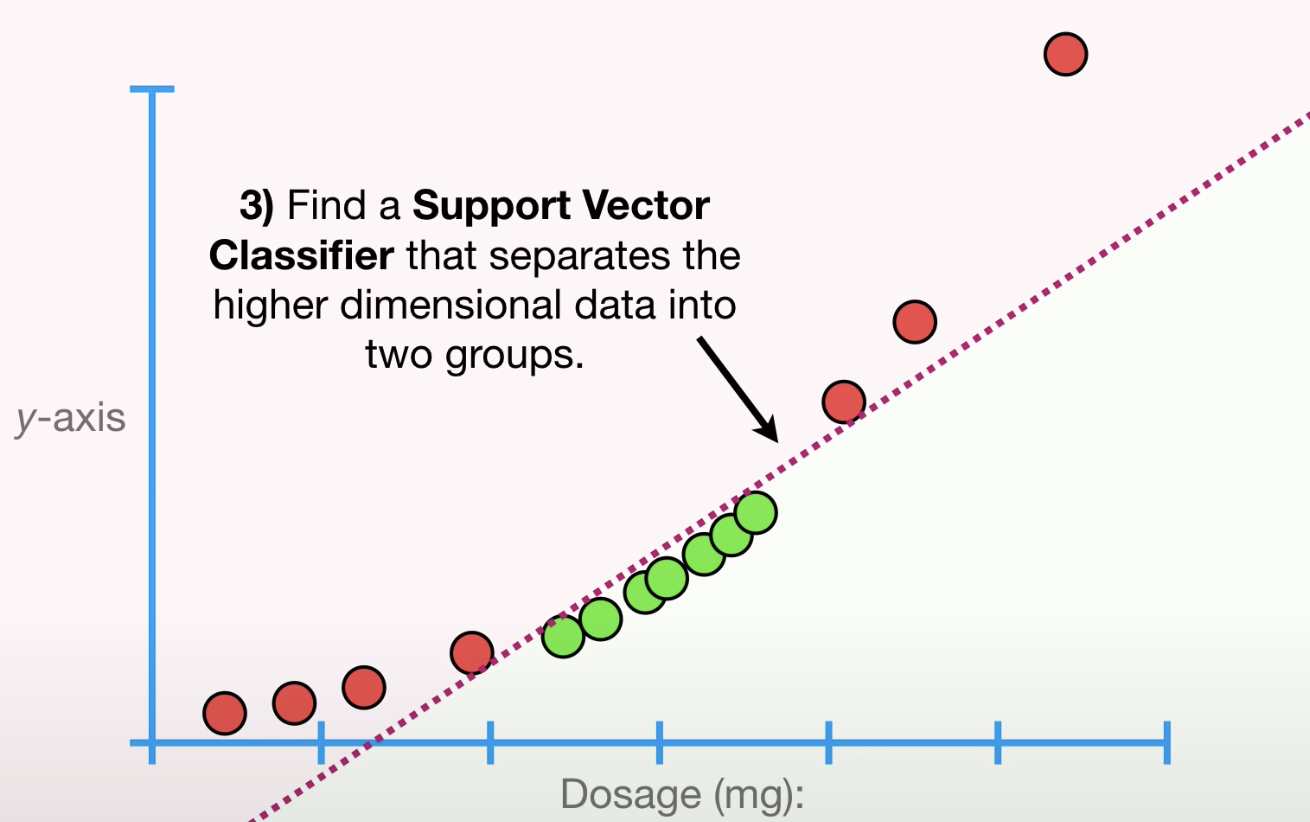 3) Find a Support Vector
Classifier that separates the
higher dimensional data into
two groups.
y-axis
Dosage (mg):